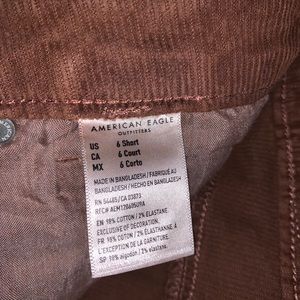 AMERICAN EAGLE
OUTFITTERS
US 6 Short
CA 6 Court
MX 6 Corto
MADE IN BANGLADESH / FABRIQUÉ AU
BANGLADESH / HECHO EN BANGLADESH
RN 54485/CA 03873
EN 98% COTTON / 2% ELASTANE
EXCLUSIVE OF DECORATION.
FR 98% COTON / 2% ÉLASTHANNE
À L'EXCEPTION DE LA GARNITURE.
SP 98% algodón / 2% elastano.